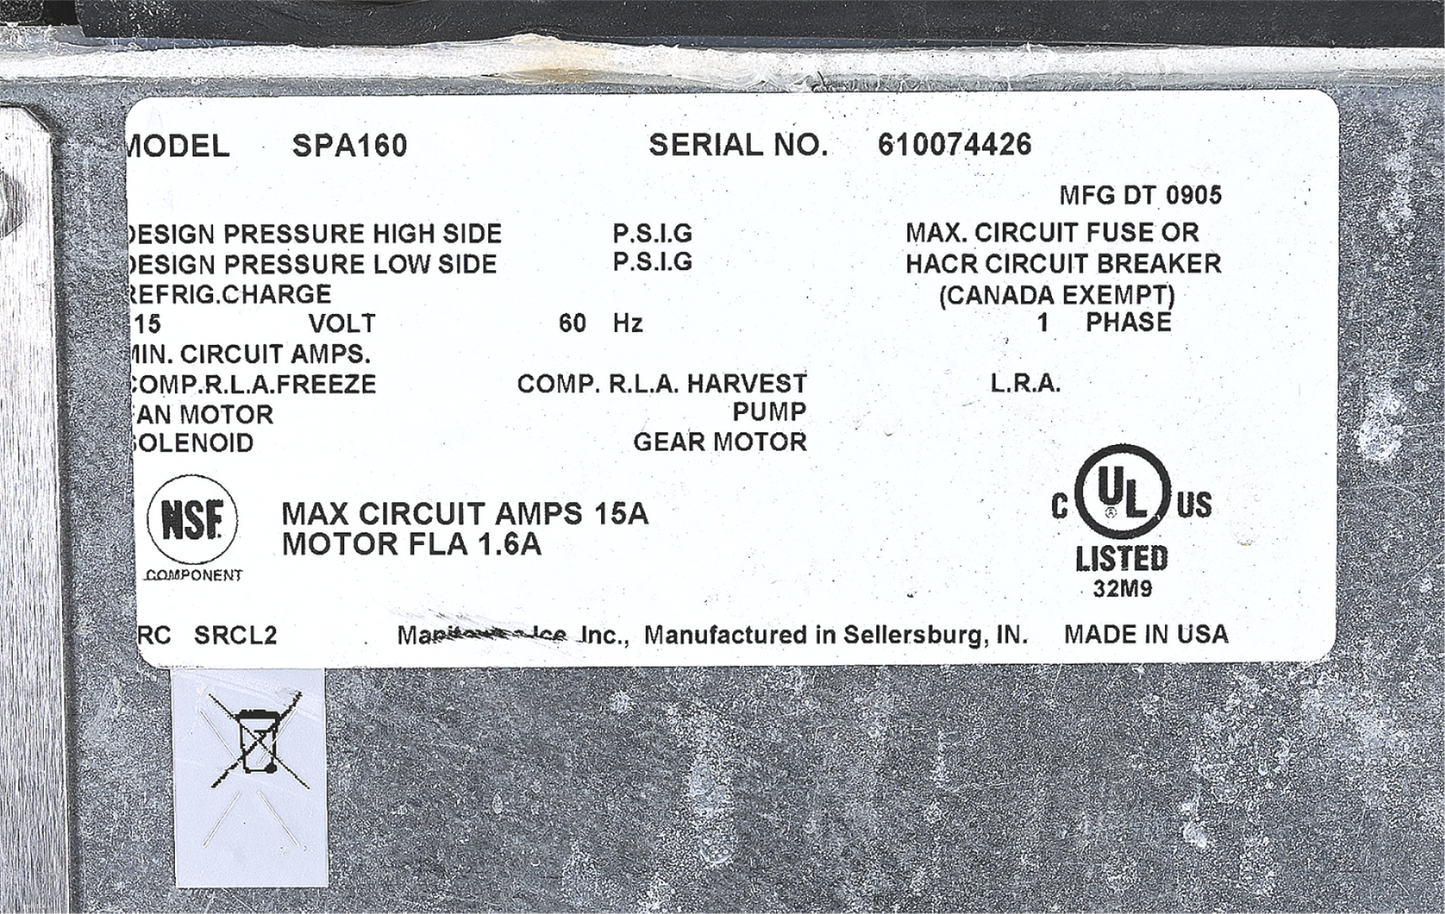 MODEL SPA160 SERIAL NO. 610074426
MFG DT 0905
DESIGN PRESSURE HIGH SIDE P.S.I.G MAX. CIRCUIT FUSE OR
DESIGN PRESSURE LOW SIDE P.S.I.G HACR CIRCUIT BREAKER
REFRIG.CHARGE (CANADA EXEMPT)
15 VOLT 60 Hz 1 PHASE
MIN. CIRCUIT AMPS.
COMP.R.L.A.FREEZE COMP. R.L.A. HARVEST L.R.A.
FAN MOTOR PUMP
SOLENOID GEAR MOTOR
NSF.
COMPONENT
MAX CIRCUIT AMPS 15A
MOTOR FLA 1.6A
C UL ® US
LISTED
32M9
RC SRCL2 Manitowoc Ice Inc., Manufactured in Sellersburg, IN. MADE IN USA